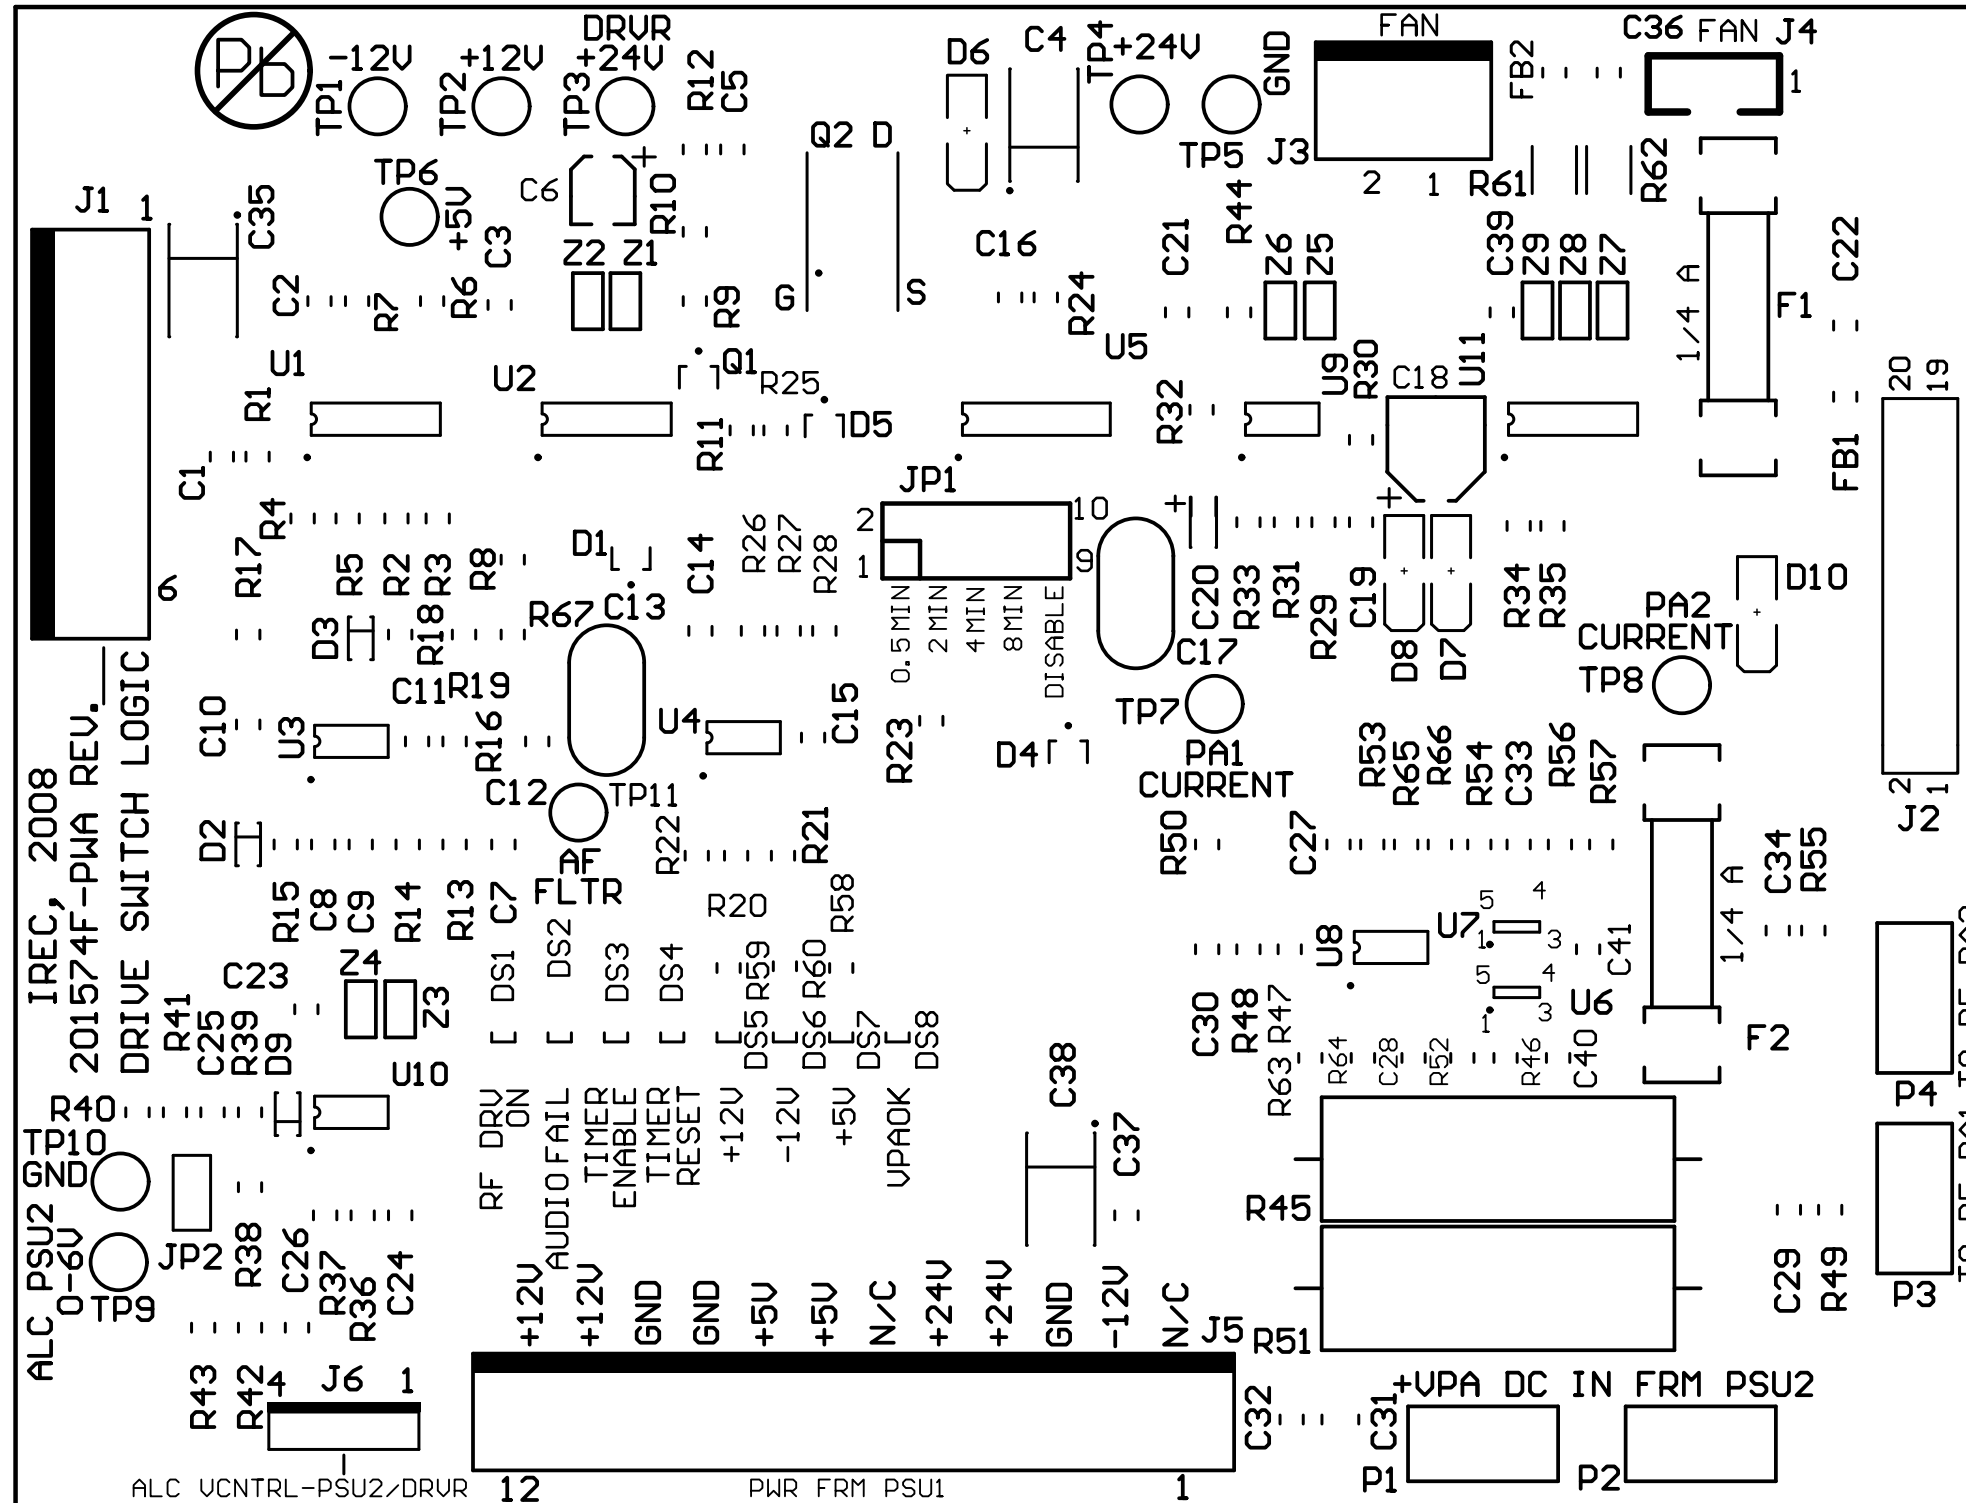 Pb
-12V
TP1
+12V
TP2
DRVR
+24V
TP3
R12
C5
D6
C4
TP4
+24V
GND
TP5
FAN
J3
2 1
FB2
C36 FAN J4
1
Q2 D
G
S
TP6
+5V
C6
R10
R44
R61
R62
J1 1
C35
C2
R7
R6
C3
Z2 Z1
R9
C16
R24
C21
Z6
Z5
C39
Z9
Z8
Z7
1/4 A
F1
C22
U1
U2
Q1
R25
U5
U9
R30
C18
U11
20
19
R1
R11
D5
R32
C1
JP1
FB1
R4
2
10
1
9
R17
R5
R2
R3
R8
D1
C14
R26
R27
R28
C20
R33
R31
R29
C19
D8
D7
R34
R35
D10
6
D3
R18
R67
C13
0.5MIN
2MIN
4MIN
8MIN
DISABLE
C17
PA2
CURRENT
TP8
C11
R19
C10
U3
R16
U4
C15
R23
D4
TP7
PA1
CURRENT
R53
R65
R66
R54
C33
R56
R57
2
1
J2
C12
TP11
AF
FLTR
IREC, 2008
201574F-PWA REV.__
DRIVE SWITCH LOGIC
D2
R15
C8
C9
R14
R13
C7
R22
R21
R20
R58
R50
C27
C34
R55
1/4 A
F2
C23
Z4
Z3
DS1
DS2
DS3
DS4
R59
R60
DS5
DS6
DS7
DS8
U8
U7
5
4
1
3
C41
5
4
1
3
U6
R41
C25
R39
D9
U10
C30
R48
R47
R63
R64
C28
R52
R46
C40
C38
C37
P4
R40
TP10
GND
RF DRV
ON
AUDIOFAIL
TIMER
ENABLE
TIMER
RESET
+12V
-12V
+5V
VPAOK
R45
JP2
ALC PSU2
0-6V
TP9
R38
C26
R37
R36
C24
C29
R49
P3
+12V
+12V
GND
GND
+5V
+5V
N/C
+24V
+24V
GND
-12V
N/C
J5
R51
R43
R42
4 J6 1
C32
C31
+VPA DC IN FRM PSU2
P1
P2
ALC VCNTRL-PSU2/DRVR
12
PWR FRM PSU1
1